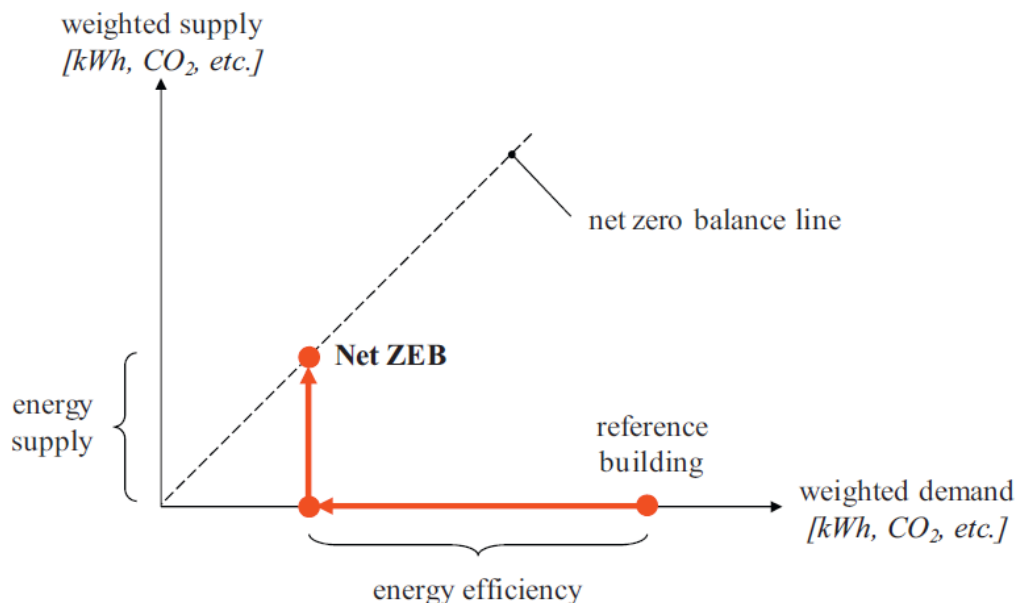 weighted supply
[kWh, CO₂, etc.]
net zero balance line
Net ZEB
energy
supply
reference
building
weighted demand
[kWh, CO₂, etc.]
energy efficiency